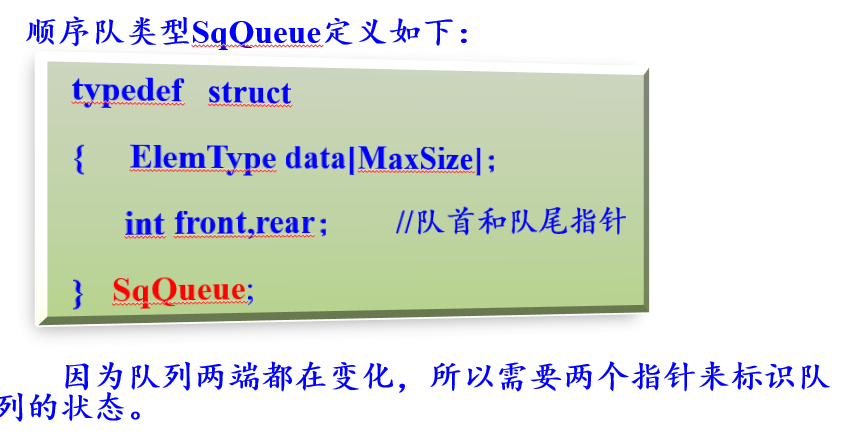 顺序队类型SqQueue定义如下：
typedef struct
{ ElemType data[MaxSize];
int front,rear; //队首和队尾指针
} SqQueue;
因为队列两端都在变化，所以需要两个指针来标识队
列的状态。